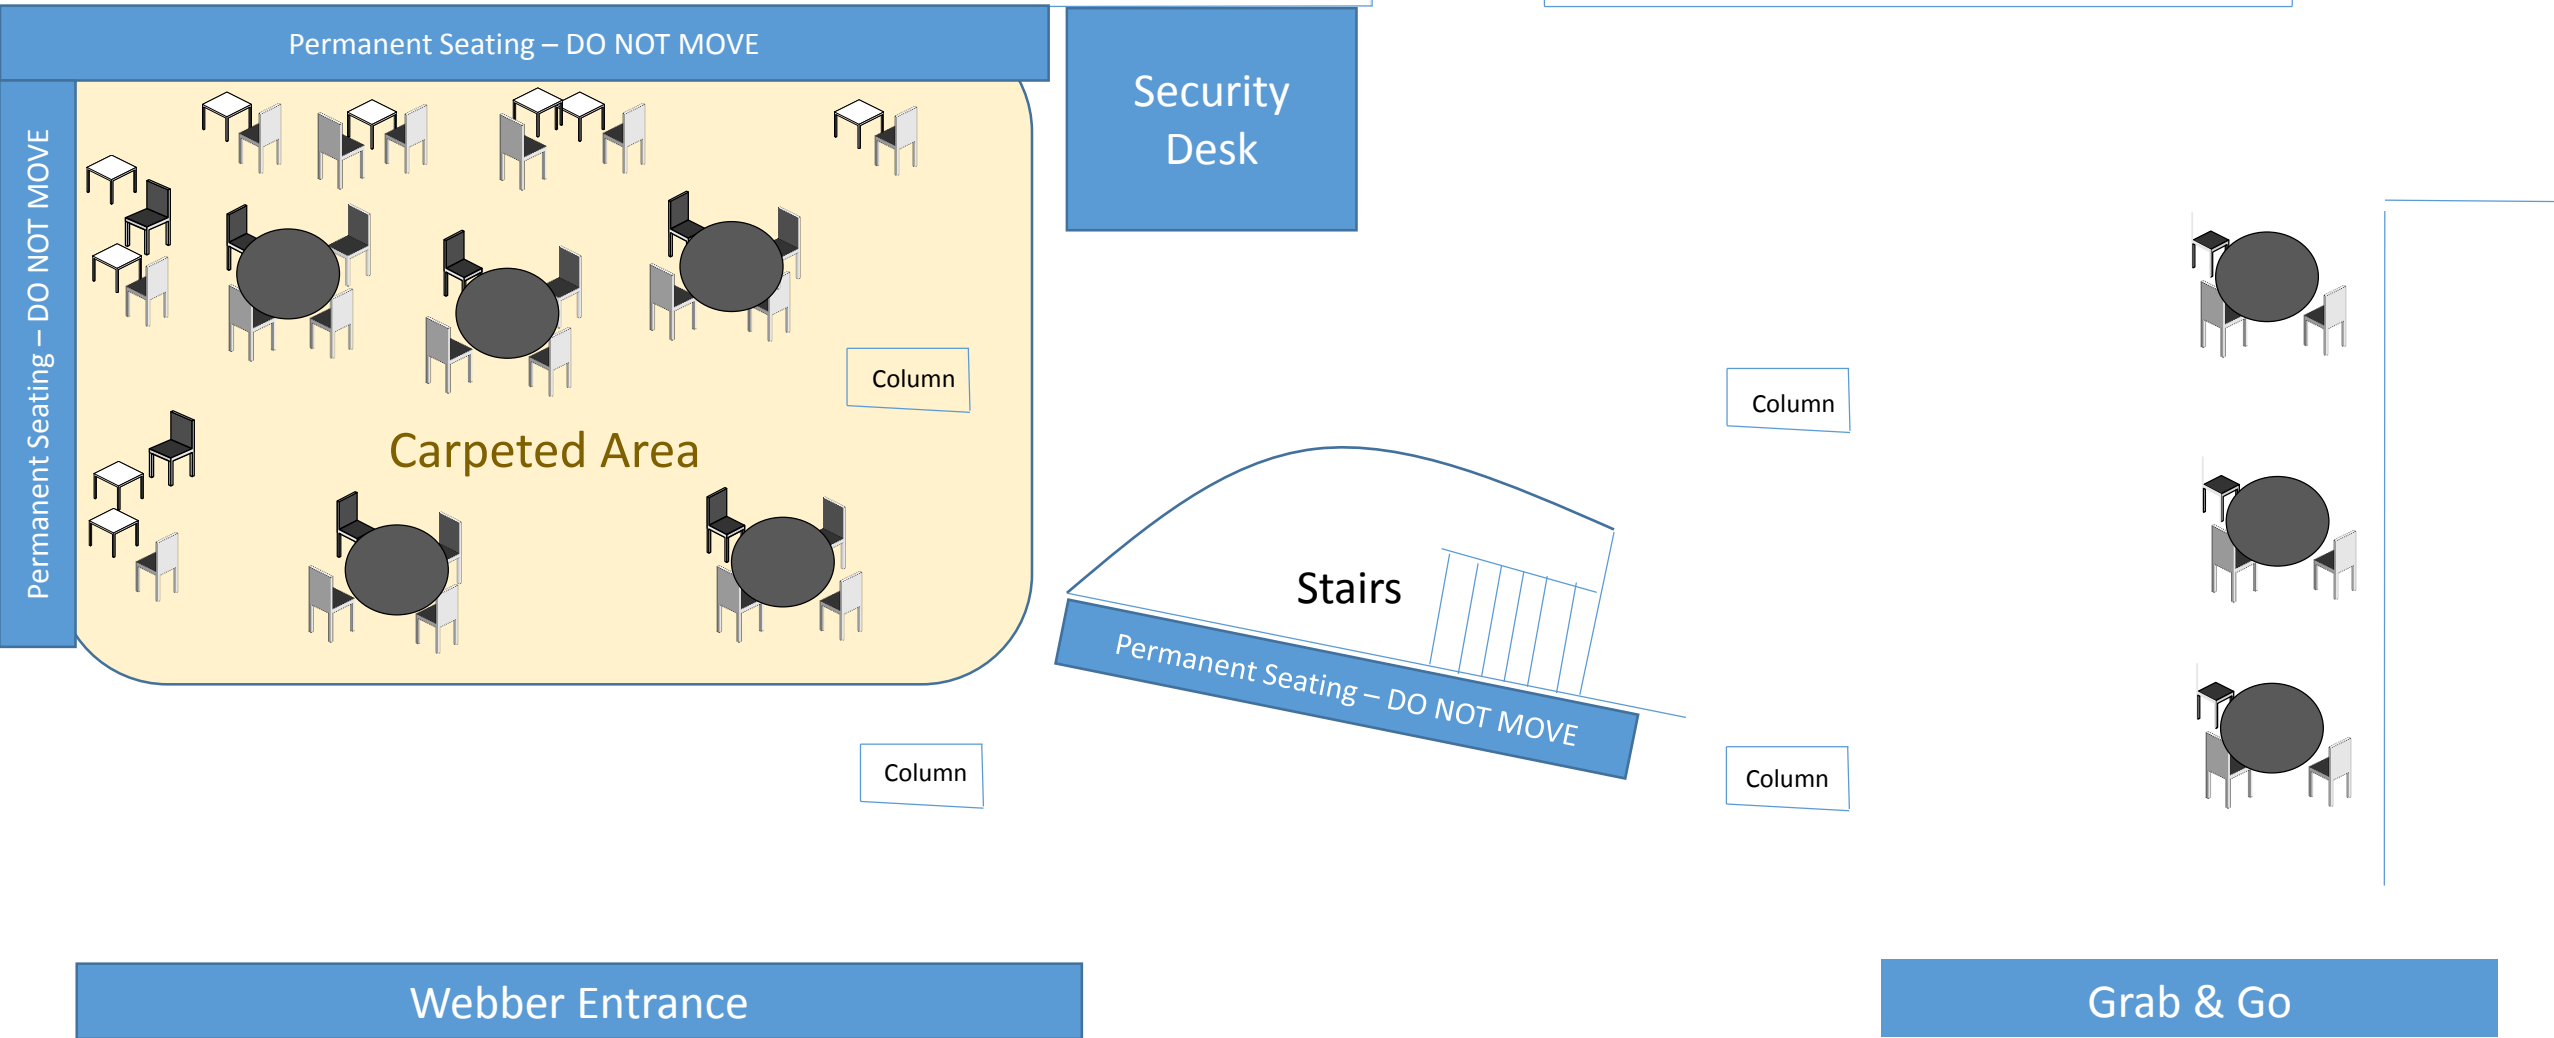 Permanent Seating – DO NOT MOVE
Security
Desk
Permanent Seating – DO NOT MOVE
Column
Column
Carpeted Area
Stairs
Permanent Seating – DO NOT MOVE
Column
Column
Webber Entrance
Grab & Go